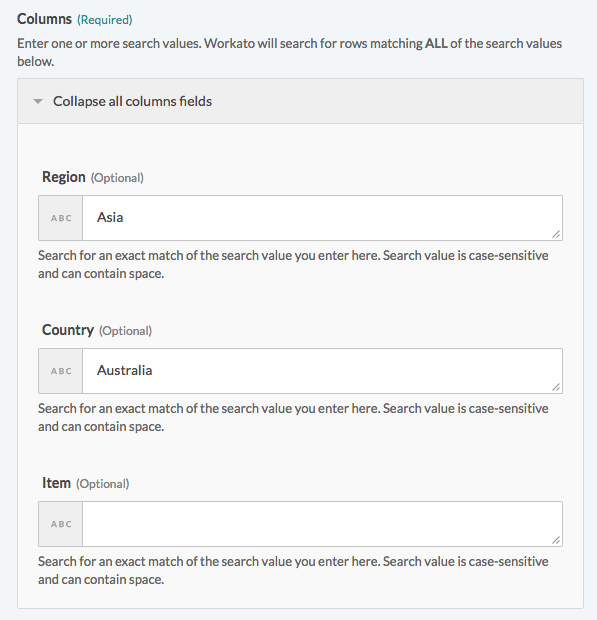 Columns (Required)
Enter one or more search values. Workato will search for rows matching ALL of the search values
below.
Collapse all columns fields
Region (Optional)
ABC Asia
Search for an exact match of the search value you enter here. Search value is case-sensitive
and can contain space.
Country (Optional)
ABC Australia
Search for an exact match of the search value you enter here. Search value is case-sensitive
and can contain space.
Item (Optional)
ABC
Search for an exact match of the search value you enter here. Search value is case-sensitive
and can contain space.